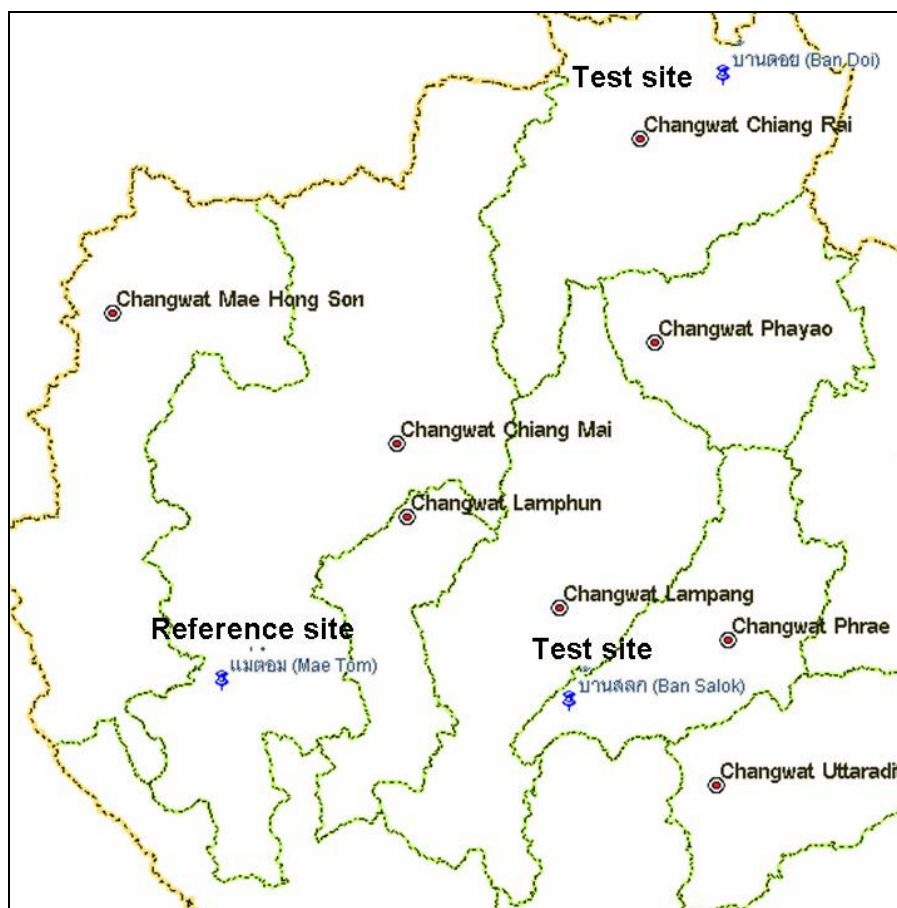 บานดอย (Ban Doi)
Test site
Changwat Chiang Rai
Changwat Mae Hong Son
Changwat Phayao
Changwat Chiang Mai
Changwat Lamphun
Changwat Lampang
Reference site
Changwat Phrae
Test site
แม่ต๋อม (Mae Tom)
บ้านสลก (Ban Salok)
Changwat Uttaradit